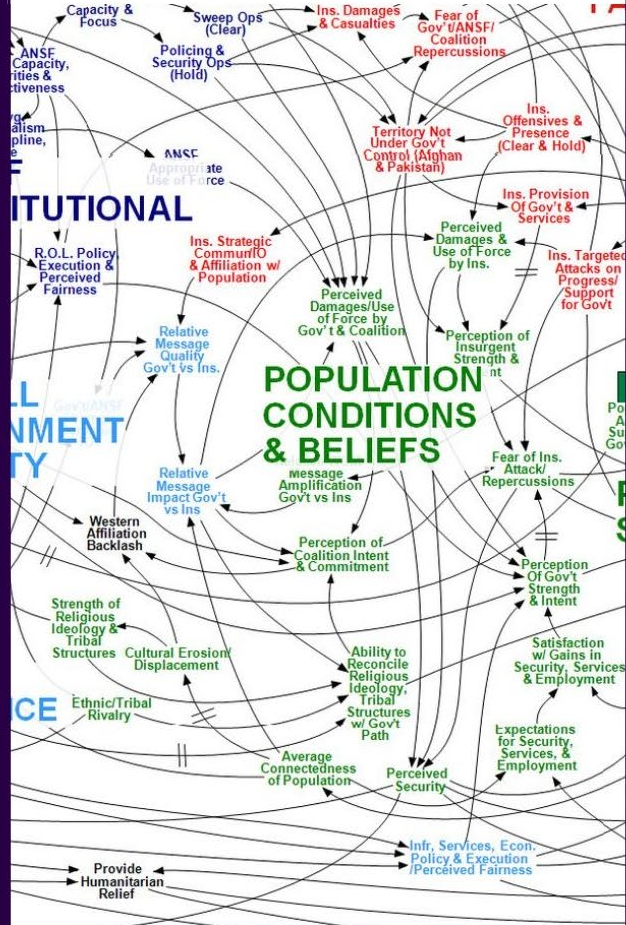 Capacity &
Focus
Sweep Ops
(Clear)
Ins. Damages
& Casualties
Fear of
Gov't/ANSF/
Coalition
Repercussions
Policing &
Security Ops
(Hold)
ANSF
Capacity,
Territory Not
Under Gov't
Control (Afghan
& Pakistan)
Ins.
Offensives &
Presence
(Clear & Hold)
ANSF
Appropriate
Use of Force
ITUTIONAL
Ins. Provision
Of Gov't &
Services
R.O.L. Policy,
Execution &
Perceived
Fairness
Ins. Strategic
Commun/IO
& Affiliation w/
Population
Perceived
Damages &
Use of Force
by Ins.
Ins. Targeted
Attacks on
Progress/
Support
for Gov't
Perceived
Damages/Use
of Force by
Gov't & Coalition
Relative
Message
Quality
Gov't vs Ins.
Perception of
Insurgent
Strength &
nt
POPULATION
CONDITIONS
& BELIEFS
LL
Gov't/ANSF
NMENT
TY
Relative
Message
Impact Gov't
vs Ins
Message
Amplification
Gov't vs Ins
Fear of Ins.
Attack/
Repercussions
Western
Affiliation
Backlash
Perception of
Coalition Intent
& Commitment
Perception
Of Gov't
Strength
& Intent
Strength of
Religious
Ideology &
Tribal
Structures
Cultural Erosion/
Displacement
Ability to
Reconcile
Religious
Ideology,
Tribal
Structures
w/ Gov't
Path
Satisfaction
w/ Gains in
Security, Services
& Employment
ICE
Ethnic/Tribal
Rivalry
Average
Connectedness
of Population
Perceived
Security
Expectations
for Security,
Services, &
Employment
Infr, Services, Econ.
Policy & Execution
/Perceived Fairness
Provide
Humanitarian
Relief